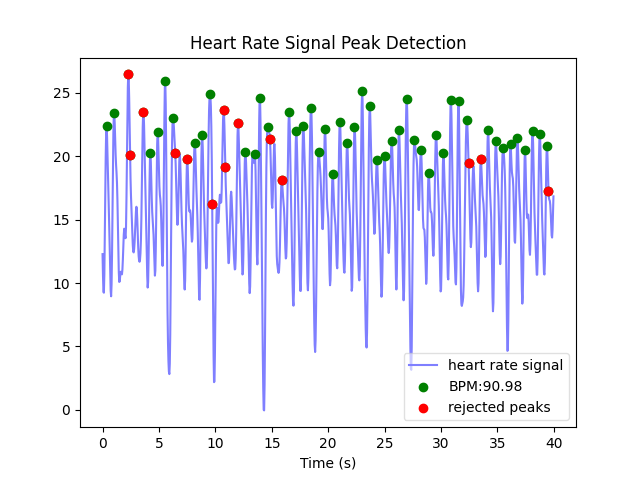 Heart Rate Signal Peak Detection
25
20
15
10
5
0
heart rate signal
BPM:90.98
rejected peaks
0 5 10 15 20 25 30 35 40
Time (s)